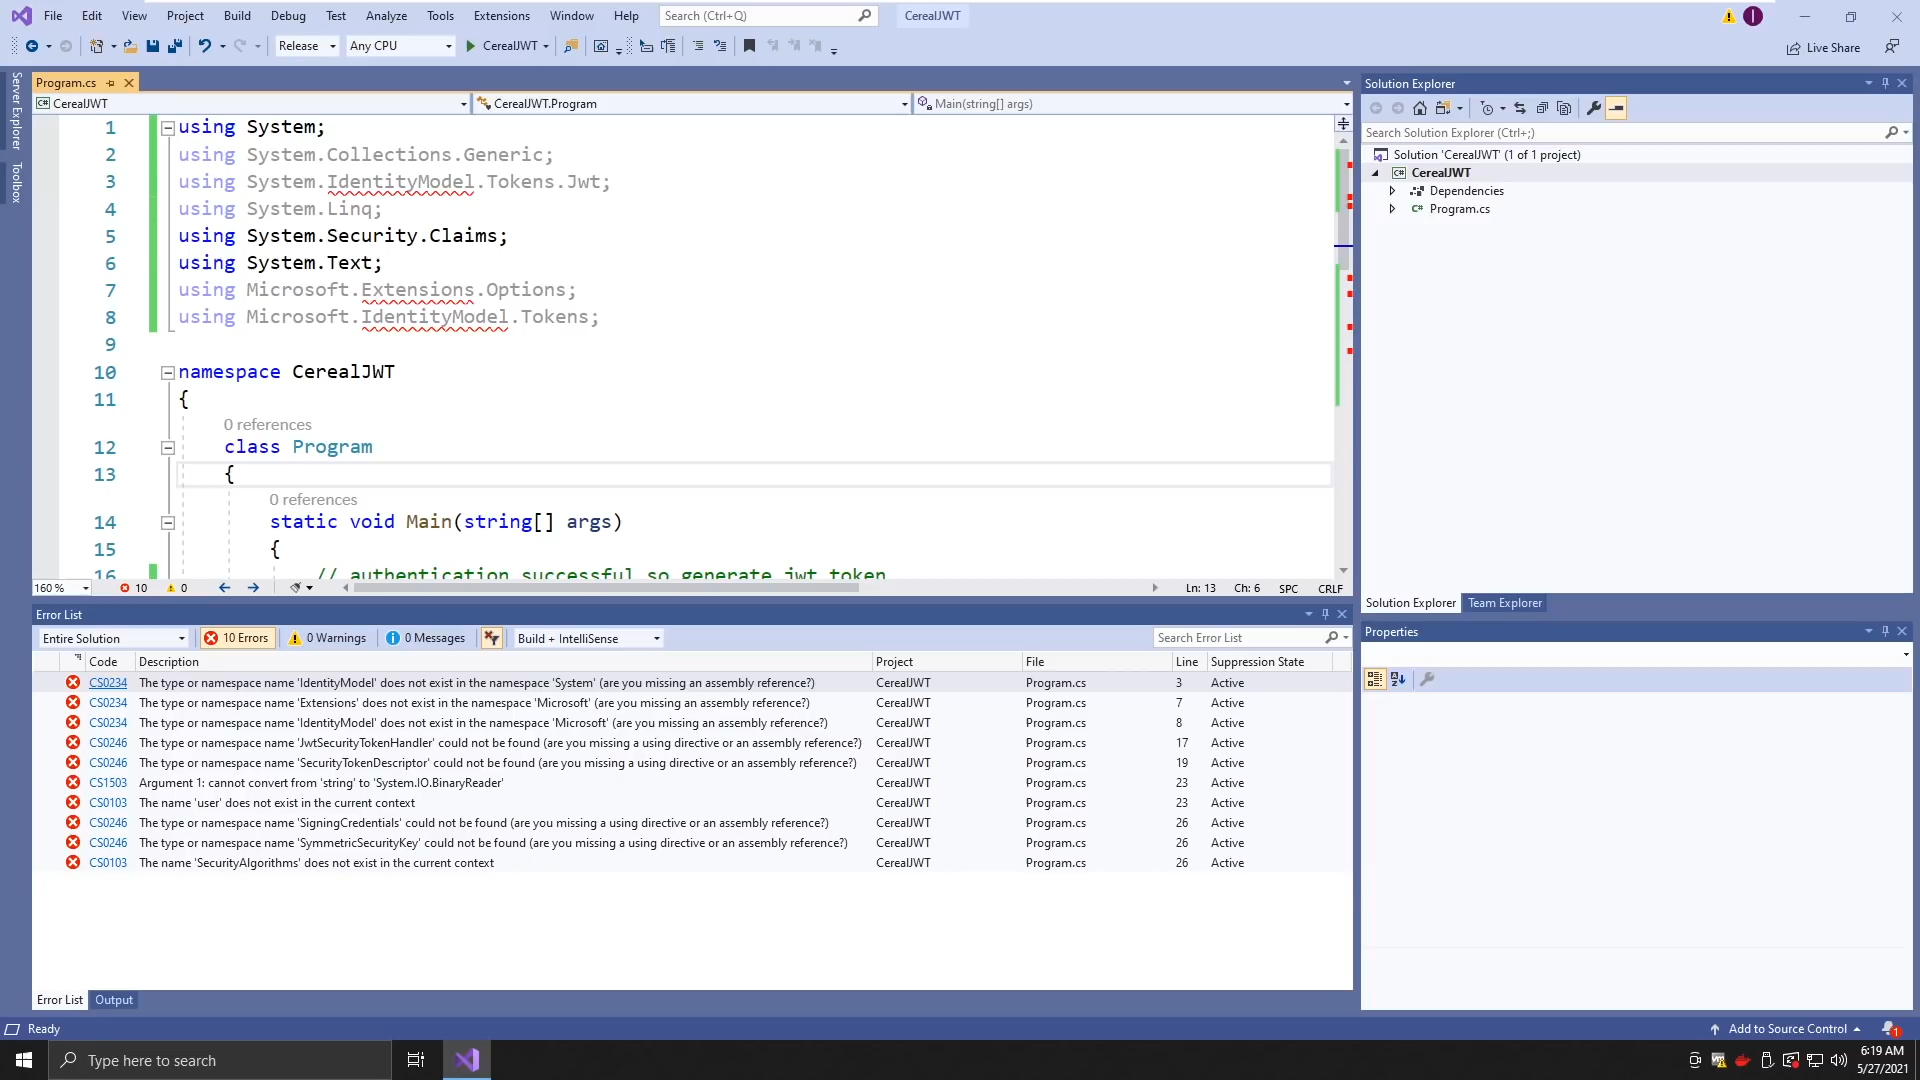 File Edit View Project Build Debug Test Analyze Tools Extensions Window Help Search (Ctrl+Q) CerealJWT
Release Any CPU CerealJWT Live Share
Server Explorer
Toolbox
Program.cs
CerealJWT CerealJWT.Program Main(string[] args)
1 using System;
2 using System.Collections.Generic;
3 using System.IdentityModel.Tokens.Jwt;
4 using System.Linq;
5 using System.Security.Claims;
6 using System.Text;
7 using Microsoft.Extensions.Options;
8 using Microsoft.IdentityModel.Tokens;
9
10 namespace CerealJWT
11 {
0 references
12 class Program
13 {
0 references
14 static void Main(string[] args)
15 {
16 // authentication successful so generate jwt token
160 % 10 0 Ln: 13 Ch: 6 SPC CRLF
Error List
Entire Solution 10 Errors 0 Warnings 0 Messages Build + IntelliSense Search Error List
Code Description Project File Line Suppression State
CS0234 The type or namespace name 'IdentityModel' does not exist in the namespace 'System' (are you missing an assembly reference?) CerealJWT Program.cs 3 Active
CS0234 The type or namespace name 'Extensions' does not exist in the namespace 'Microsoft' (are you missing an assembly reference?) CerealJWT Program.cs 7 Active
CS0234 The type or namespace name 'IdentityModel' does not exist in the namespace 'Microsoft' (are you missing an assembly reference?) CerealJWT Program.cs 8 Active
CS0246 The type or namespace name 'JwtSecurityTokenHandler' could not be found (are you missing a using directive or an assembly reference?) CerealJWT Program.cs 17 Active
CS0246 The type or namespace name 'SecurityTokenDescriptor' could not be found (are you missing a using directive or an assembly reference?) CerealJWT Program.cs 19 Active
CS1503 Argument 1: cannot convert from 'string' to 'System.IO.BinaryReader' CerealJWT Program.cs 23 Active
CS0103 The name 'user' does not exist in the current context CerealJWT Program.cs 23 Active
CS0246 The type or namespace name 'SigningCredentials' could not be found (are you missing a using directive or an assembly reference?) CerealJWT Program.cs 26 Active
CS0246 The type or namespace name 'SymmetricSecurityKey' could not be found (are you missing a using directive or an assembly reference?) CerealJWT Program.cs 26 Active
CS0103 The name 'SecurityAlgorithms' does not exist in the current context CerealJWT Program.cs 26 Active
Error List Output
Solution Explorer
Search Solution Explorer (Ctrl+;)
Solution 'CerealJWT' (1 of 1 project)
C# CerealJWT
Dependencies
C# Program.cs
Solution Explorer Team Explorer
Properties
Ready Add to Source Control 1
Type here to search
6:19 AM
5/27/2021